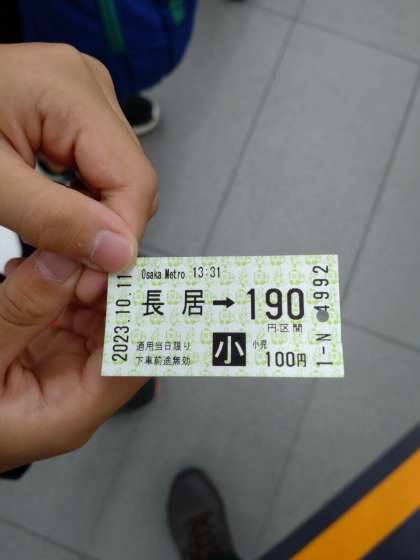 Osaka Metro 13:31
長居→190
円区間
通用当日限り
下車前途無効
小
小児
100円
2023.10.11
1-N 4992